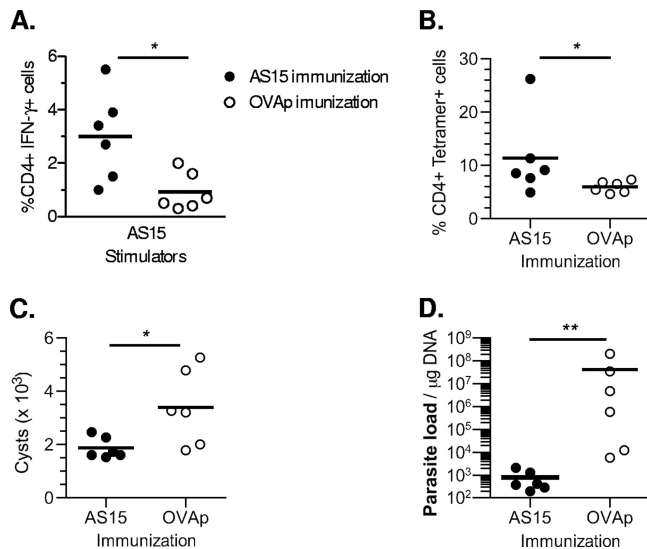 A.
*
6
4
2
0
%CD4+ IFN-γ+ cells
AS15
Stimulators
AS15 immunization
OVAp imunization
B.
*
30
20
10
0
% CD4+ Tetramer+ cells
AS15 OVAp
Immunization
C.
*
6
4
2
0
Cysts (x 10³)
AS15 OVAp
Immunization
D.
**
10⁹
10⁸
10⁷
10⁶
10⁵
10⁴
10³
10²
Parasite load / µg DNA
AS15 OVAp
Immunization